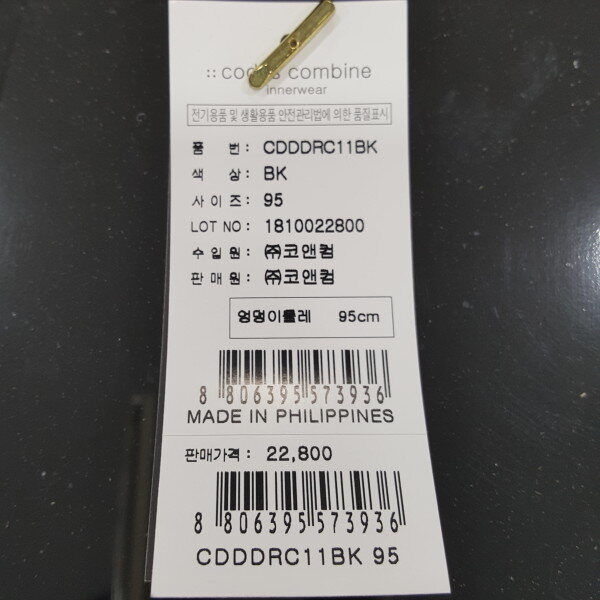 :: codes combine
innerwear
전기용품 및 생활용품 안전관리법에 의한 품질표시
품 번 : CDDDRC11BK
색 상 : BK
사 이 즈 : 95
LOT NO : 1810022800
수 입 원 : ㈜코앤컴
판 매 원 : ㈜코앤컴
엉덩이둘레 95cm
8 806395 573936
MADE IN PHILIPPINES
판매가격 : 22,800
8 806395 573936
CDDDRC11BK 95